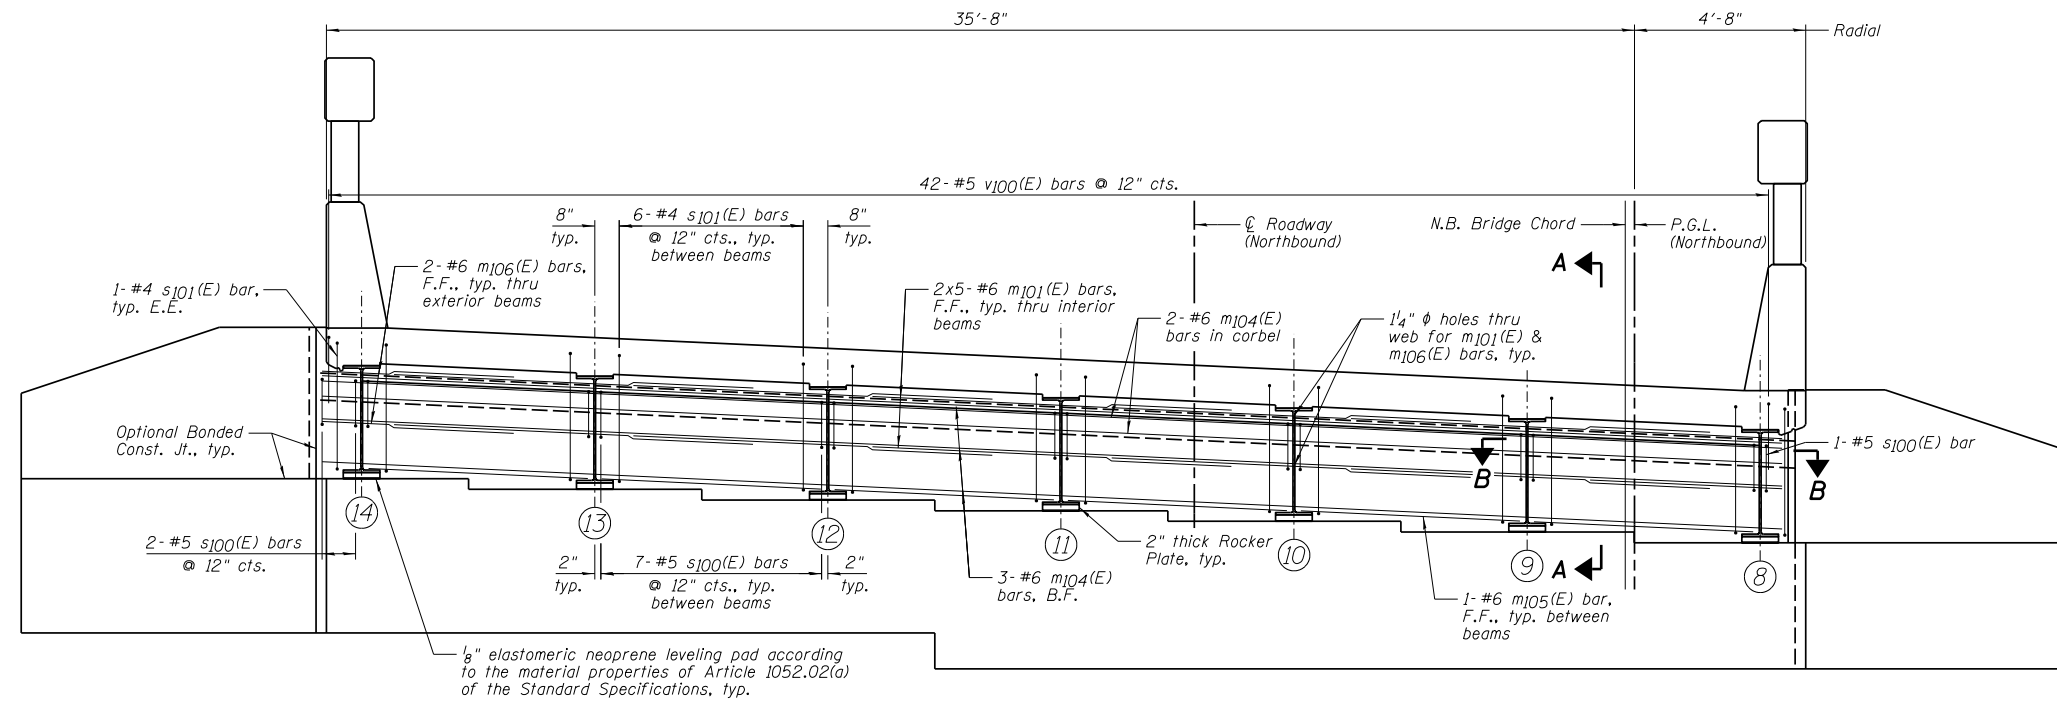 35'-8"
4'-8"
Radial
42-#5 v100(E) bars @ 12" cts.
8"
typ.
6-#4 s101(E) bars
@ 12" cts., typ.
between beams
8"
typ.
℄ Roadway
(Northbound)
N.B. Bridge Chord
P.G.L.
(Northbound)
A
2-#6 m106(E) bars,
F.F., typ. thru
exterior beams
1-#4 s101(E) bar,
typ. E.E.
2x5-#6 m101(E) bars,
F.F., typ. thru interior
beams
2-#6 m104(E)
bars in corbel
1¼" ϕ holes thru
web for m101(E) &
m106(E) bars, typ.
Optional Bonded
Const. Jt., typ.
1-#5 s100(E) bar
B
B
14
13
12
11
10
9
8
2-#5 s100(E) bars
@ 12" cts.
2"
typ.
7-#5 s100(E) bars
@ 12" cts., typ.
between beams
2"
typ.
2" thick Rocker
Plate, typ.
3-#6 m104(E)
bars, B.F.
A
1-#6 m105(E) bar,
F.F., typ. between
beams
⅛" elastomeric neoprene leveling pad according
to the material properties of Article 1052.02(a)
of the Standard Specifications, typ.